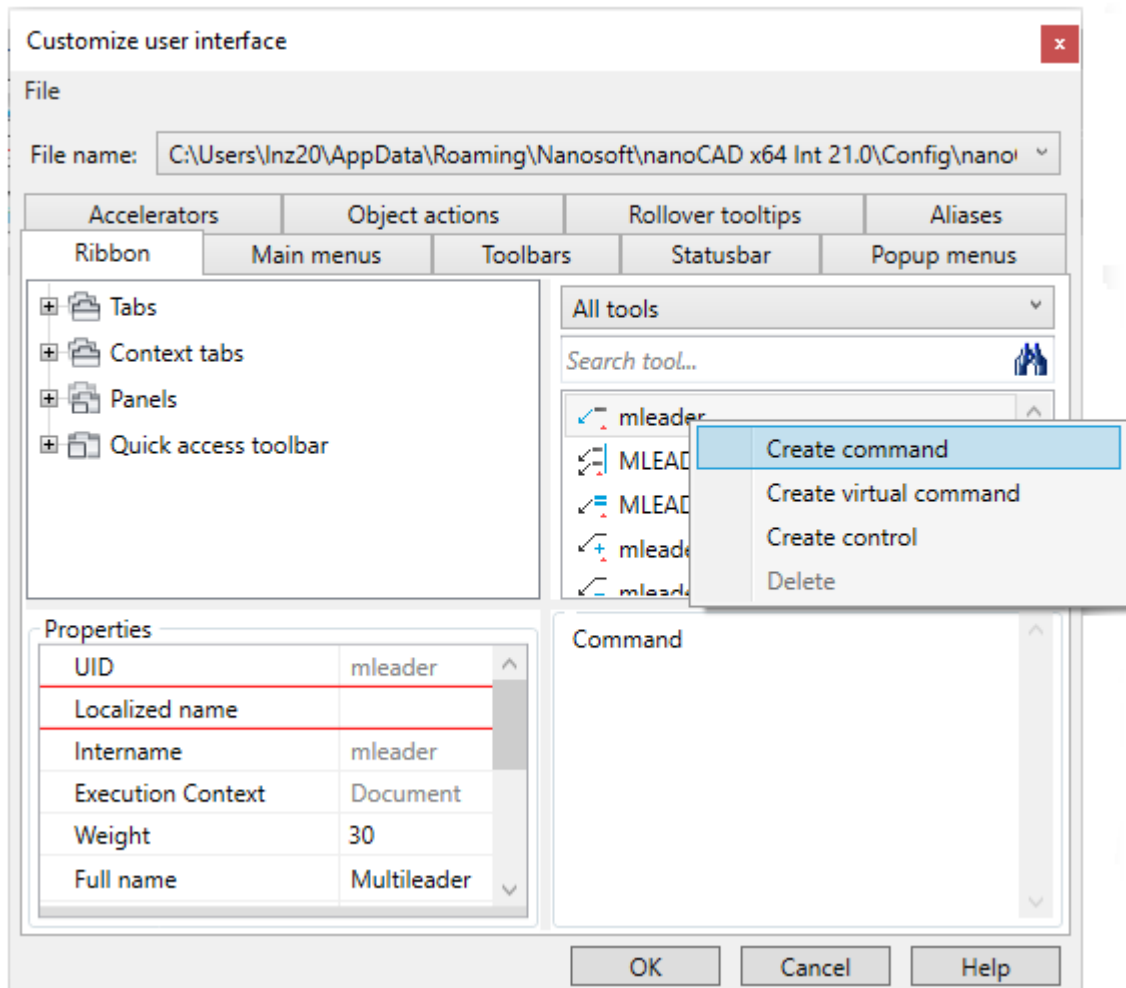 Customize user interface
x
File
File name: C:\Users\Inz20\AppData\Roaming\Nanosoft\nanoCAD x64 Int 21.0\Config\nano
Accelerators Object actions Rollover tooltips Aliases
Ribbon Main menus Toolbars Statusbar Popup menus
Tabs
Context tabs
Panels
Quick access toolbar
All tools
Search tool...
mleader
MLEAD
MLEAD
mleade
mleade
Create command
Create virtual command
Create control
Delete
Properties
UID mleader
Localized name
Intername mleader
Execution Context Document
Weight 30
Full name Multileader
Command
OK Cancel Help